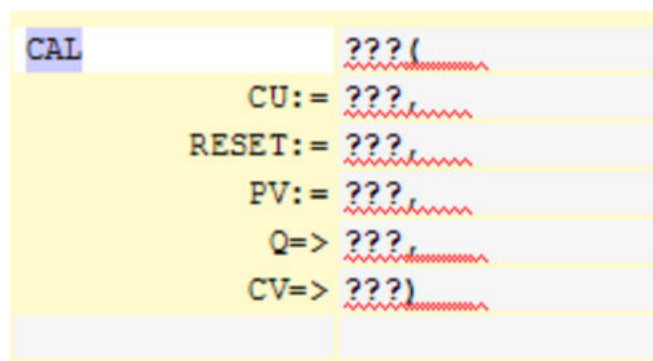 CAL ???(
CU:= ???,
RESET:= ???,
PV:= ???,
Q=> ???,
CV=> ???)